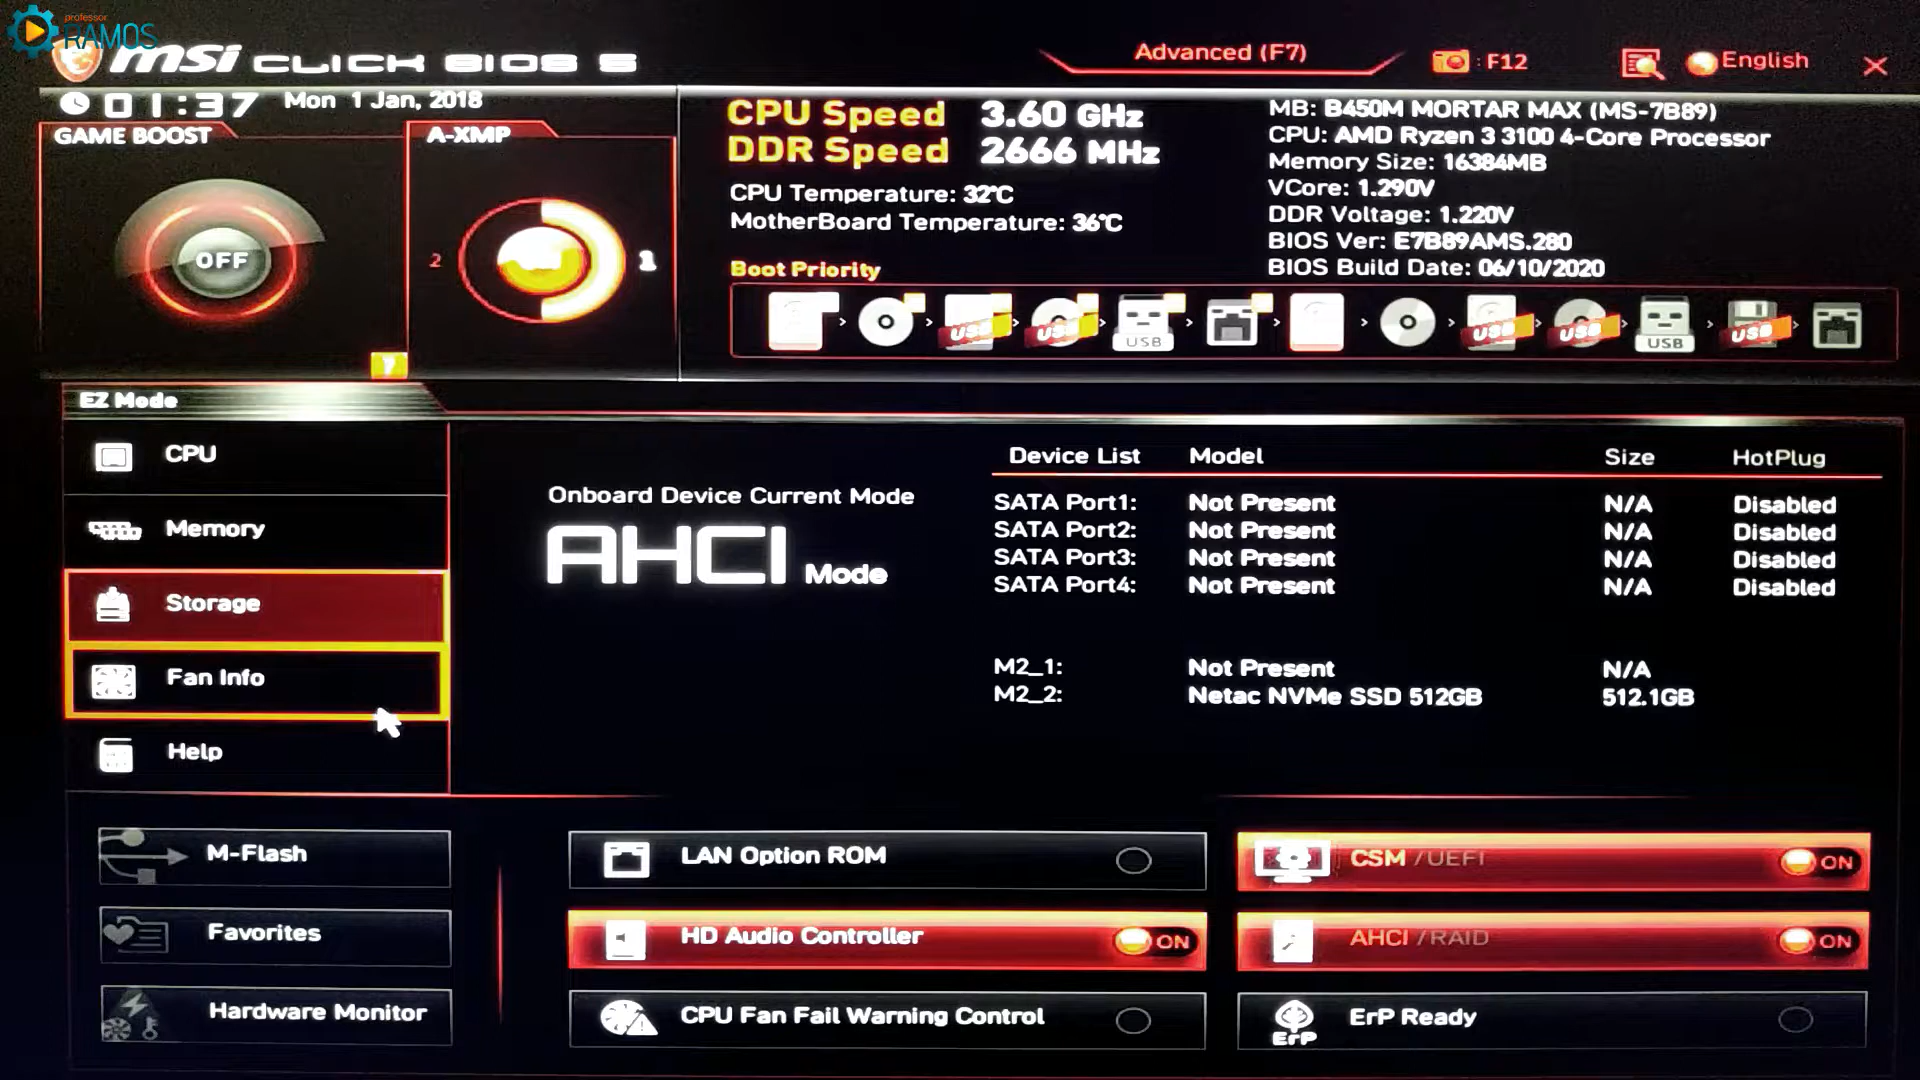 professor
RAMOS
msi CLICK BIOS 5
Advanced (F7)
: F12
English
01:37 Mon 1 Jan, 2018
GAME BOOST
OFF
A-XMP
2
1
CPU Speed 3.60 GHz
DDR Speed 2666 MHz
CPU Temperature: 32°C
MotherBoard Temperature: 36°C
MB: B450M MORTAR MAX (MS-7B89)
CPU: AMD Ryzen 3 3100 4-Core Processor
Memory Size: 16384MB
VCore: 1.290V
DDR Voltage: 1.220V
BIOS Ver: E7B89AMS.280
BIOS Build Date: 06/10/2020
Boot Priority
USB USB USB USB USB USB USB
?
EZ Mode
CPU
Memory
Storage
Fan Info
Help
Onboard Device Current Mode
AHCI Mode
Device List Model Size HotPlug
SATA Port1: Not Present N/A Disabled
SATA Port2: Not Present N/A Disabled
SATA Port3: Not Present N/A Disabled
SATA Port4: Not Present N/A Disabled
M2_1: Not Present N/A
M2_2: Netac NVMe SSD 512GB 512.1GB
M-Flash
Favorites
Hardware Monitor
LAN Option ROM
HD Audio Controller ON
CPU Fan Fail Warning Control
CSM /UEFI ON
AHCI /RAID ON
ErP
ErP Ready